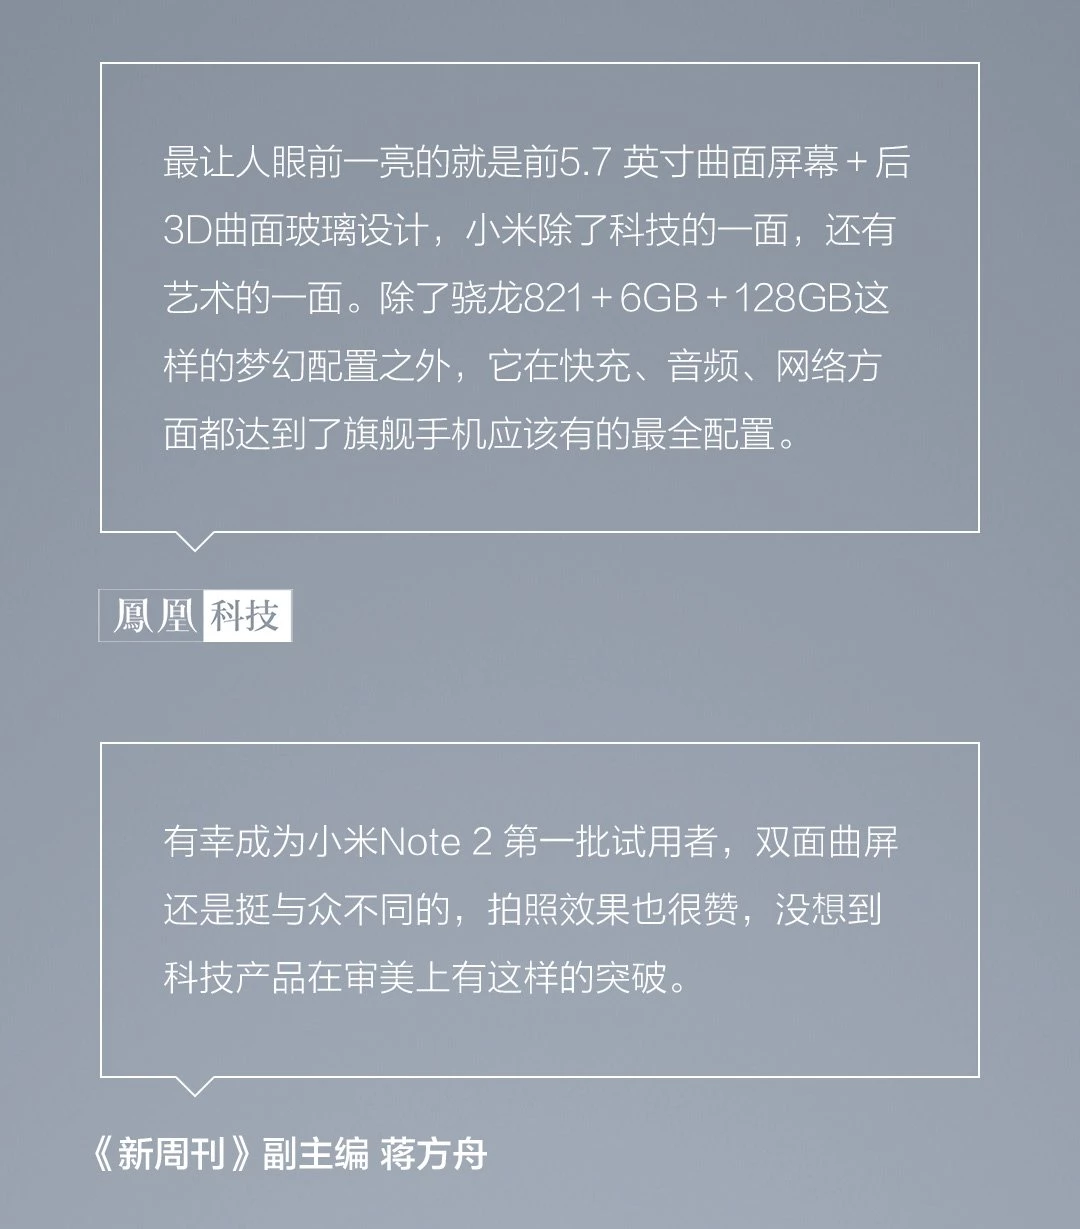 最让人眼前一亮的就是前5.7 英寸曲面屏幕+后
3D曲面玻璃设计，小米除了科技的一面，还有
艺术的一面。除了骁龙821+6GB+128GB这
样的梦幻配置之外，它在快充、音频、网络方
面都达到了旗舰手机应该有的最全配置。
鳳凰科技
有幸成为小米Note 2 第一批试用者，双面曲屏
还是挺与众不同的，拍照效果也很赞，没想到
科技产品在审美上有这样的突破。
《新周刊》副主编 蒋方舟